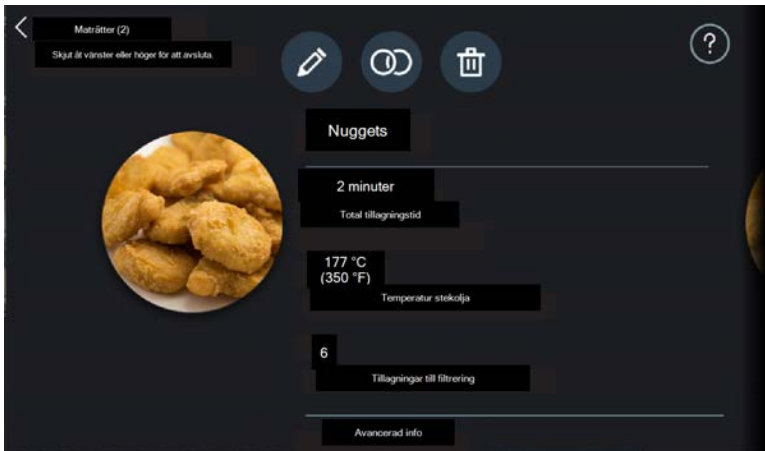 Maträtter (2)
Skjut åt vänster eller höger för att avsluta.
?
Nuggets
2 minuter
Total tillagningstid
177 °C
(350 °F)
Temperatur stekolja
6
Tillagningar till filtrering
Avancerad info